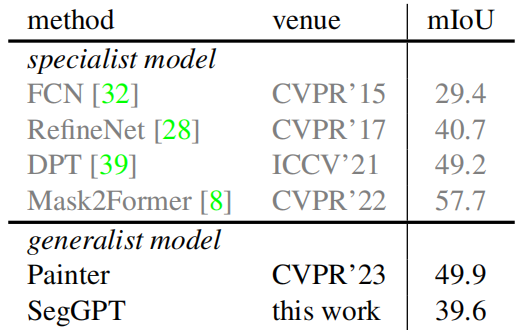 method venue mIoU
specialist model
FCN [32] CVPR’15 29.4
RefineNet [28] CVPR’17 40.7
DPT [39] ICCV’21 49.2
Mask2Former [8] CVPR’22 57.7
generalist model
Painter CVPR’23 49.9
SegGPT this work 39.6